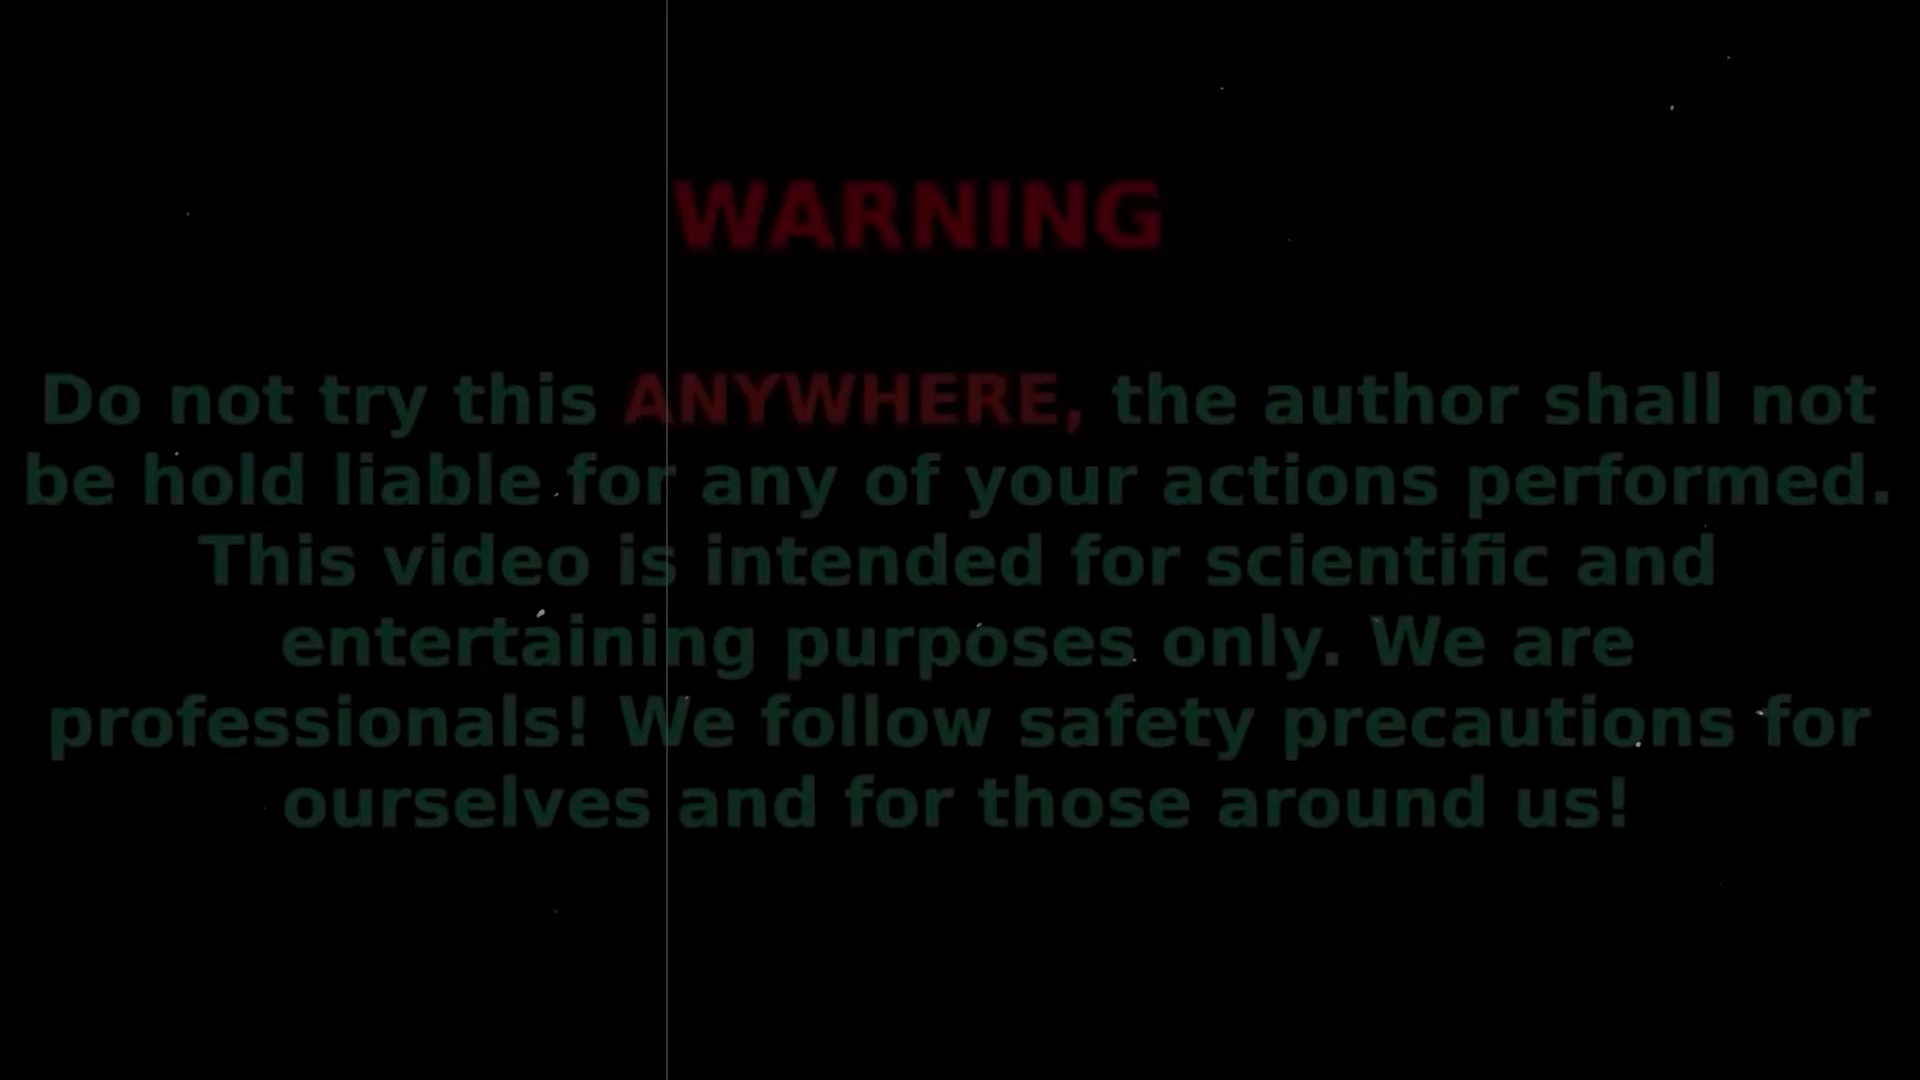 WARNING
Do not try this ANYWHERE, the author shall not
be hold liable for any of your actions performed.
This video is intended for scientific and
entertaining purposes only. We are
professionals! We follow safety precautions for
ourselves and for those around us!